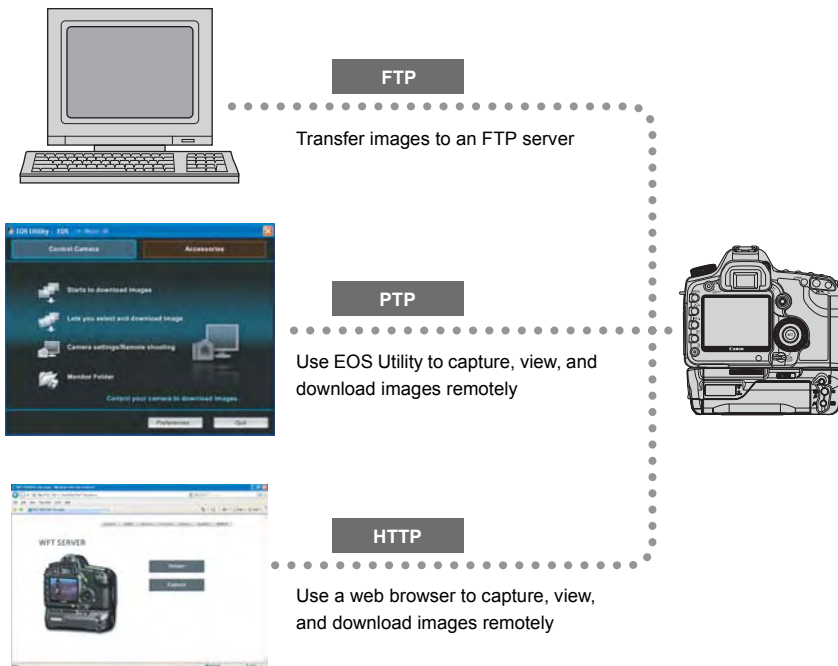 FTP
Transfer images to an FTP server
EOS Utility EOS
Control Camera
Accessories
Starts to download images
Lets you select and download image
Camera settings/Remote shooting
Monitor Folder
Control your camera to download images.
Preferences
Quit
PTP
Use EOS Utility to capture, view, and
download images remotely
Canon
WFT SERVER
Viewer
Capture
HTTP
Use a web browser to capture, view,
and download images remotely